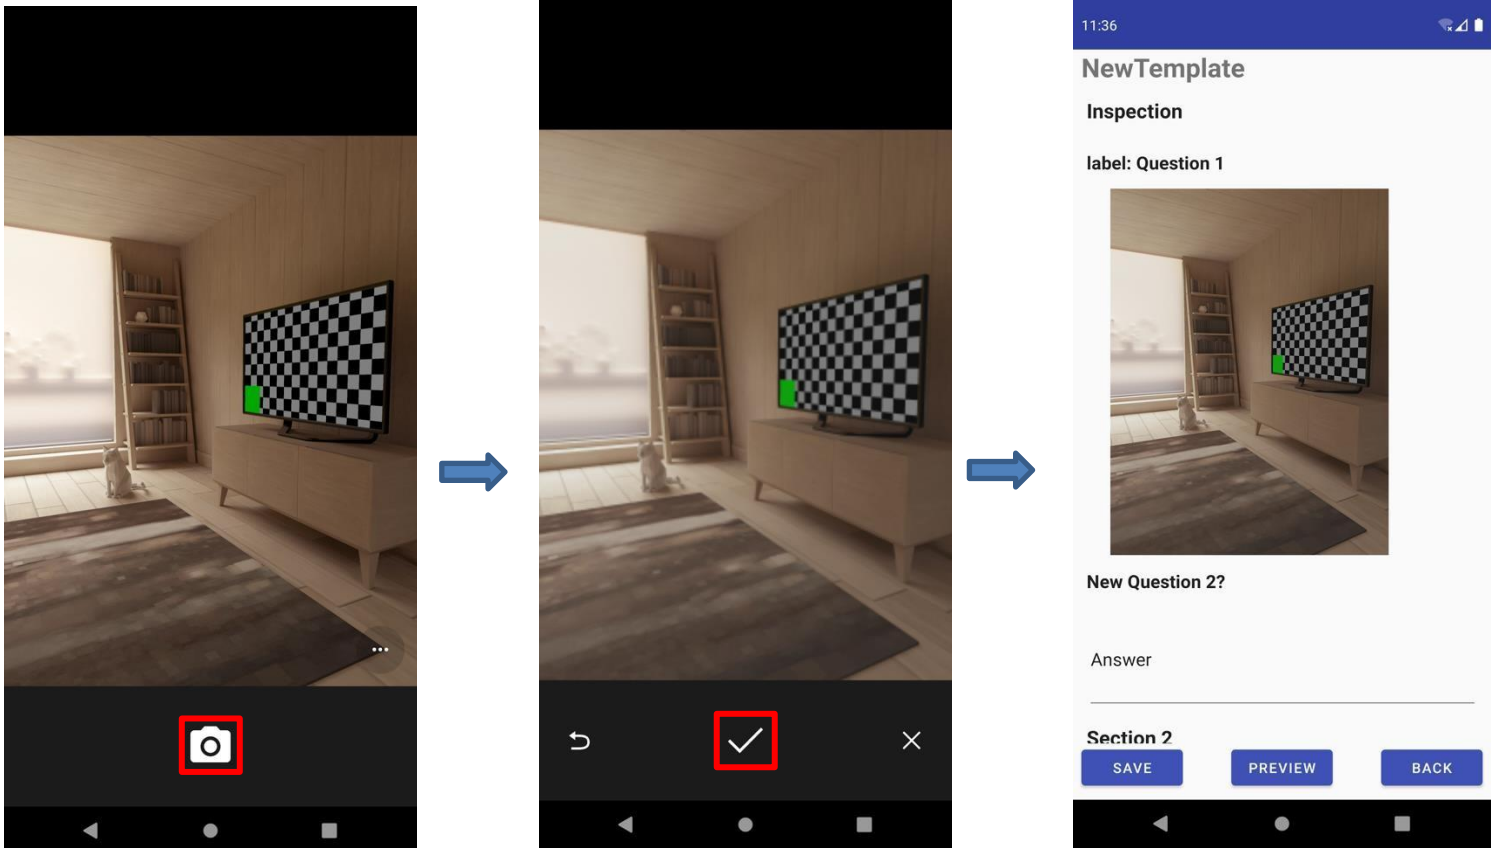 11:36
NewTemplate
Inspection
label: Question 1
New Question 2?
Answer
Section 2
SAVE
PREVIEW
BACK